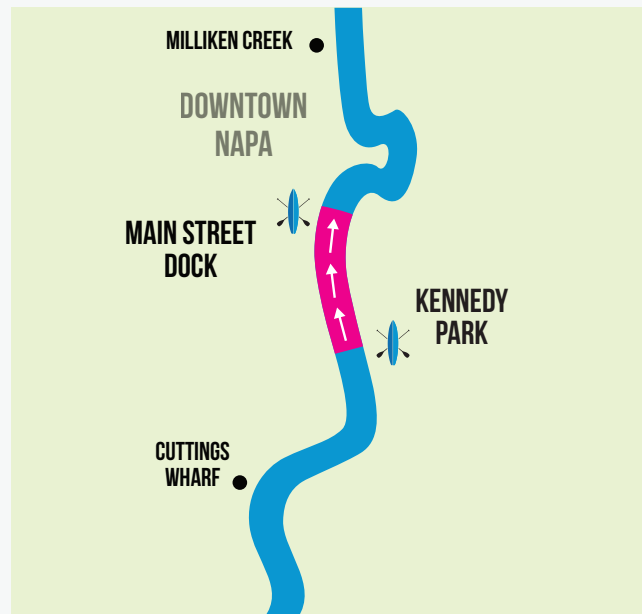 MILLIKEN CREEK
DOWNTOWN
NAPA
MAIN STREET
DOCK
KENNEDY
PARK
CUTTINGS
WHARF